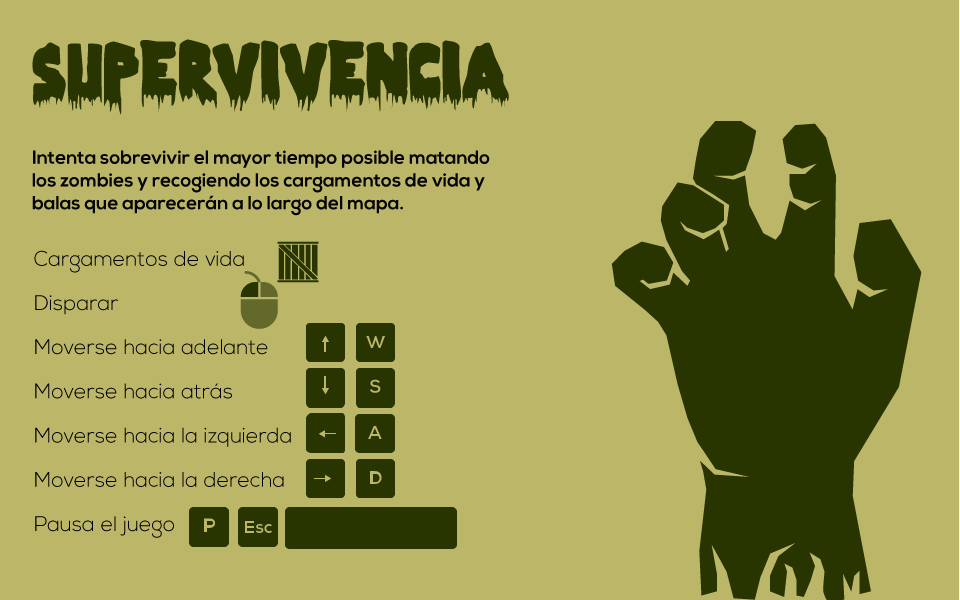 SUPERVIVENCIA
Intenta sobrevivir el mayor tiempo posible matando
los zombies y recogiendo los cargamentos de vida y
balas que aparecerán a lo largo del mapa.
Cargamentos de vida
Disparar
Moverse hacia adelante ↑ W
Moverse hacia atrás ↓ S
Moverse hacia la izquierda ← A
Moverse hacia la derecha → D
Pausa el juego P Esc